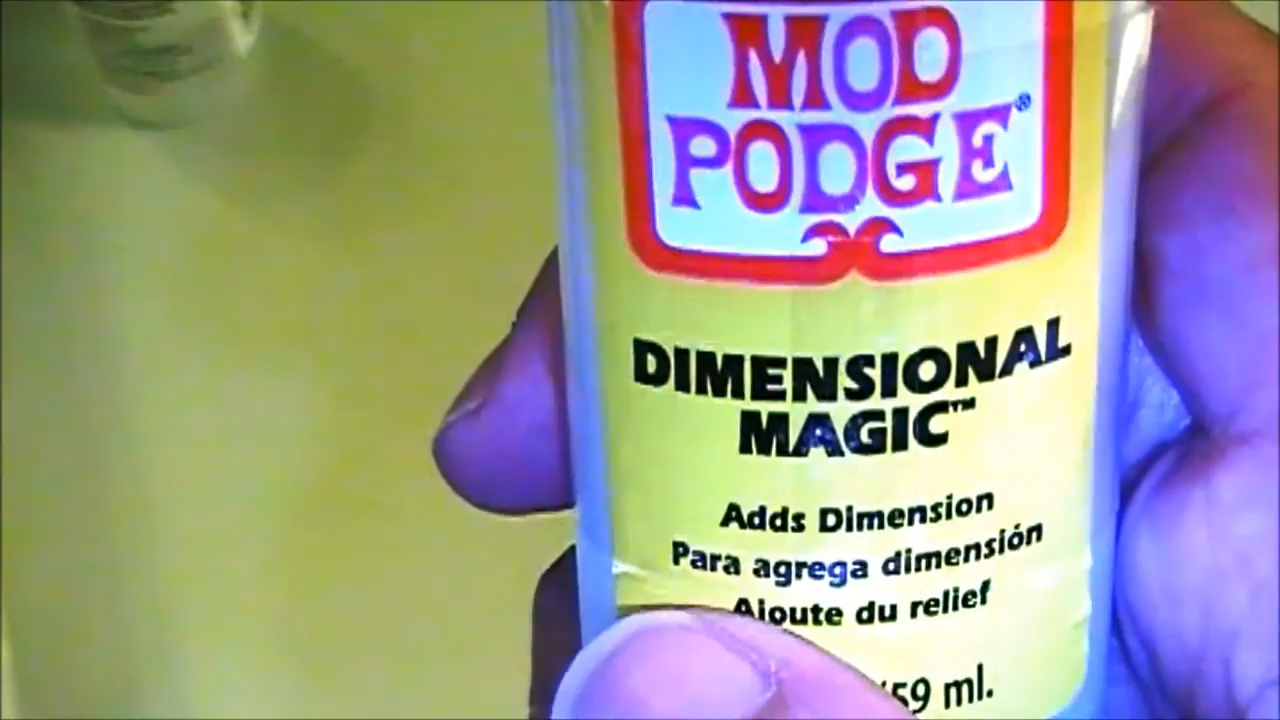 MOD
PODGE®
DIMENSIONAL
MAGIC™
Adds Dimension
Para agrega dimensión
Ajoute du relief
59 ml.